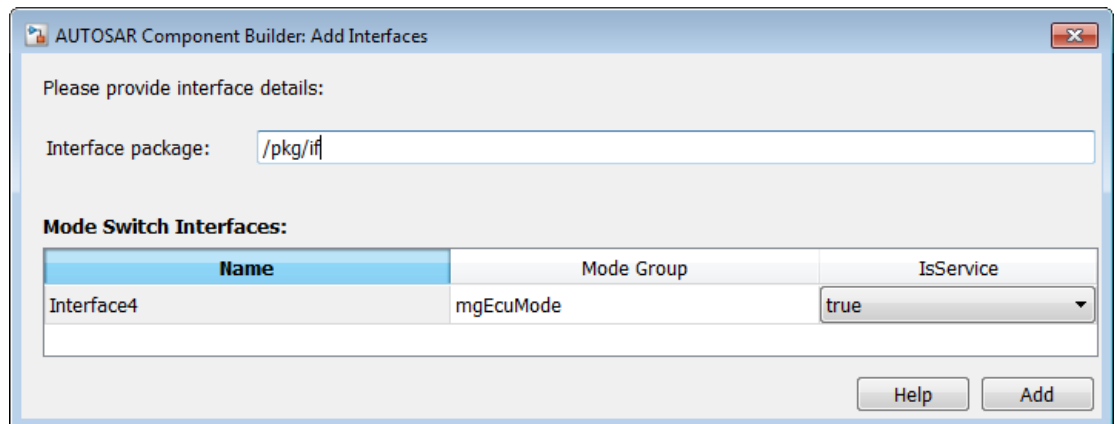 AUTOSAR Component Builder: Add Interfaces
Please provide interface details:
Interface package: /pkg/if
Mode Switch Interfaces:
Name Mode Group IsService
Interface4 mgEcuMode true
Help Add